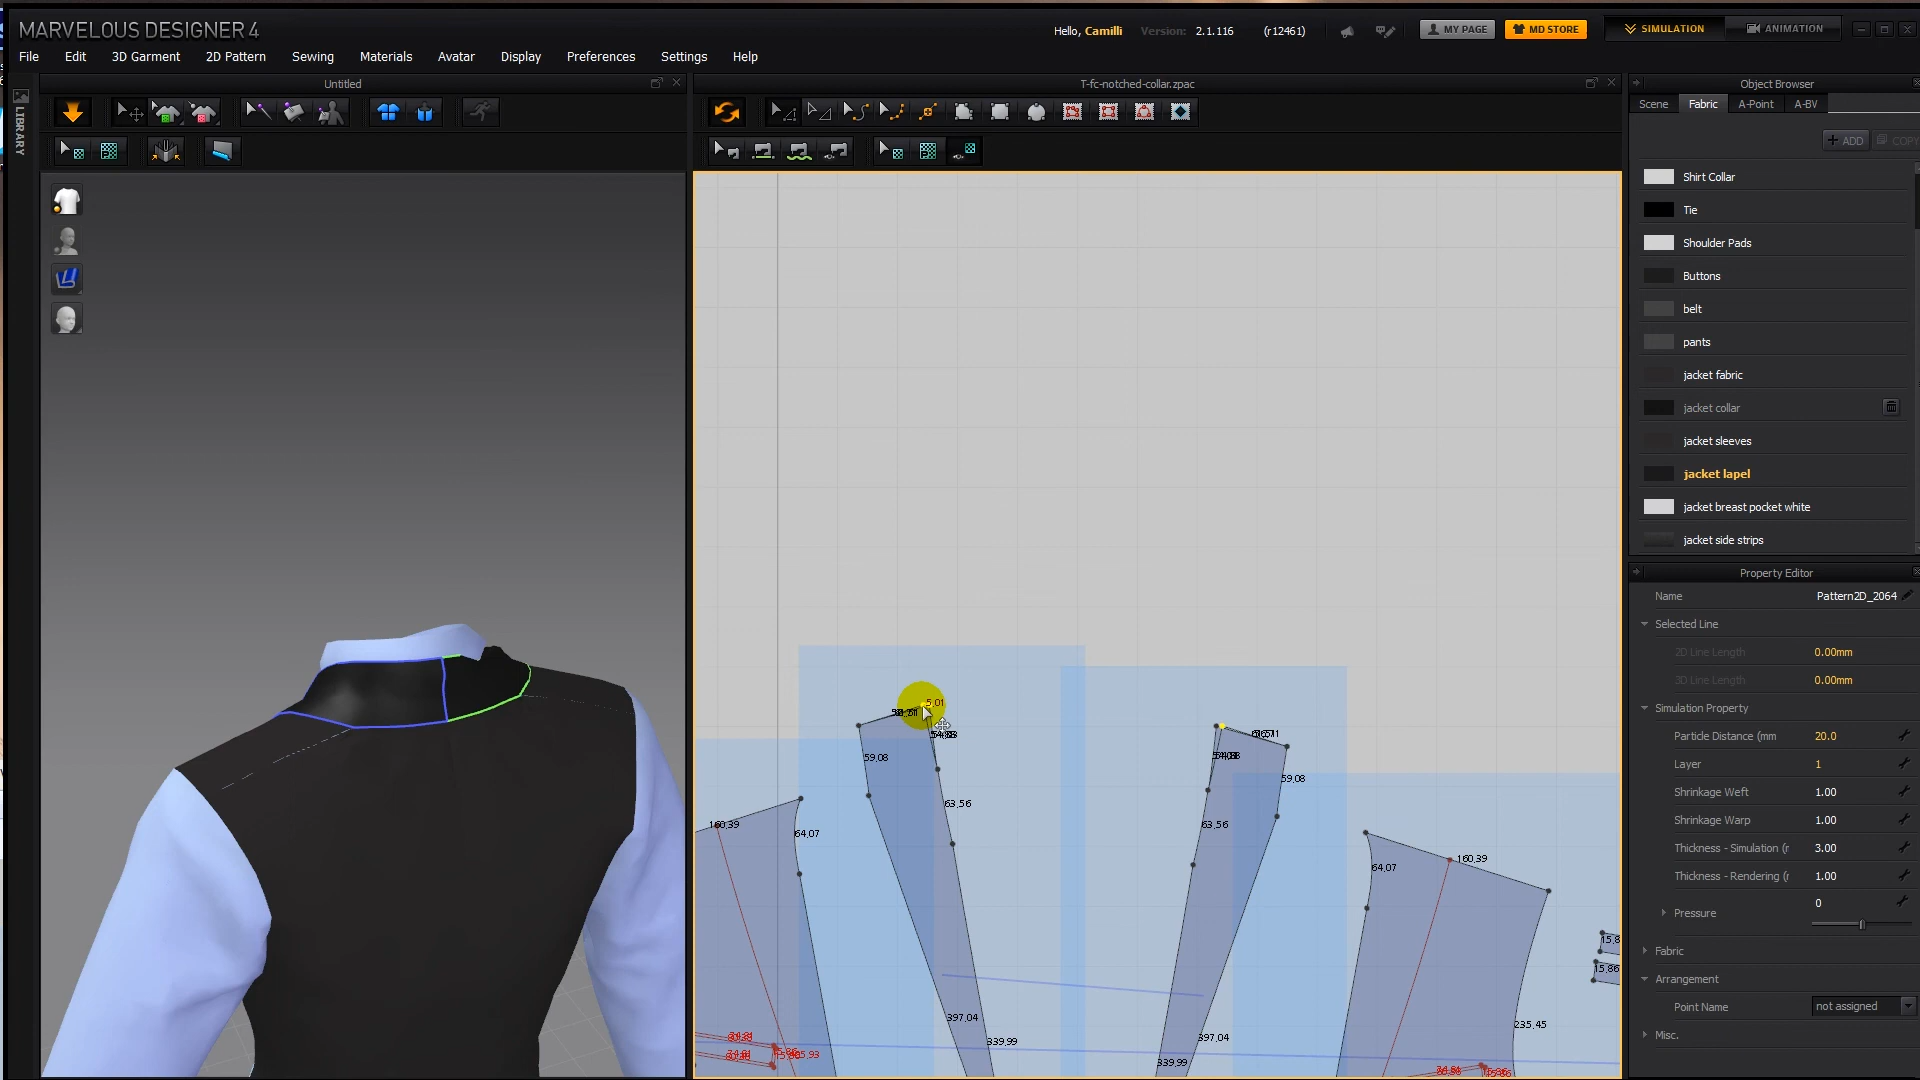 MARVELOUS DESIGNER 4
Hello, Camilli
Version: 2.1.116 (r12461)
MY PAGE
MD STORE
SIMULATION
ANIMATION
File Edit 3D Garment 2D Pattern Sewing Materials Avatar Display Preferences Settings Help
LIBRARY
Untitled
T-fc-notched-collar.zpac
Object Browser
Scene Fabric A-Point A-BV
+ ADD
COPY
Shirt Collar
Tie
Shoulder Pads
Buttons
belt
pants
jacket fabric
jacket collar
jacket sleeves
jacket lapel
jacket breast pocket white
jacket side strips
Property Editor
Name Pattern2D_2064
Selected Line
2D Line Length 0.00mm
3D Line Length 0.00mm
Simulation Property
Particle Distance (mm 20.0
Layer 1
Shrinkage Weft 1.00
Shrinkage Warp 1.00
Thickness - Simulation (r 3.00
Thickness - Rendering (r 1.00
Pressure 0
Fabric
Arrangement
Point Name not assigned
Misc.
5,01
59,08
63,56
160,39
64,07
397,04
339,99
59,08
63,56
64,07
160,39
397,04
339,99
235,45
15,8
15,86